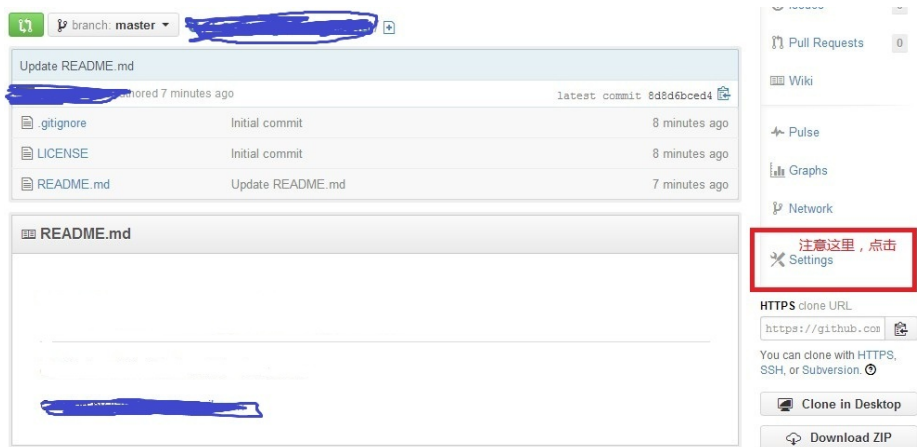 branch: master
Update README.md
hored 7 minutes ago
latest commit 8d8d6bced4
.gitignore Initial commit 8 minutes ago
LICENSE Initial commit 8 minutes ago
README.md Update README.md 7 minutes ago
README.md
Pull Requests 0
Wiki
Pulse
Graphs
Network
注意这里，点击
Settings
HTTPS clone URL
https://github.com
You can clone with HTTPS,
SSH, or Subversion.
Clone in Desktop
Download ZIP